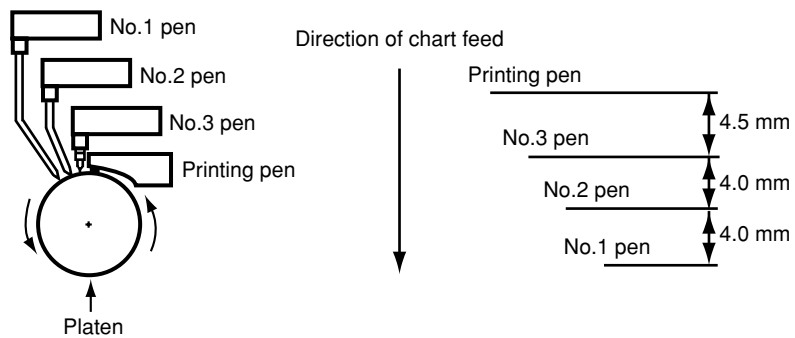 No.1 pen
No.2 pen
No.3 pen
Printing pen
Platen
Direction of chart feed
Printing pen
4.5 mm
No.3 pen
4.0 mm
No.2 pen
4.0 mm
No.1 pen